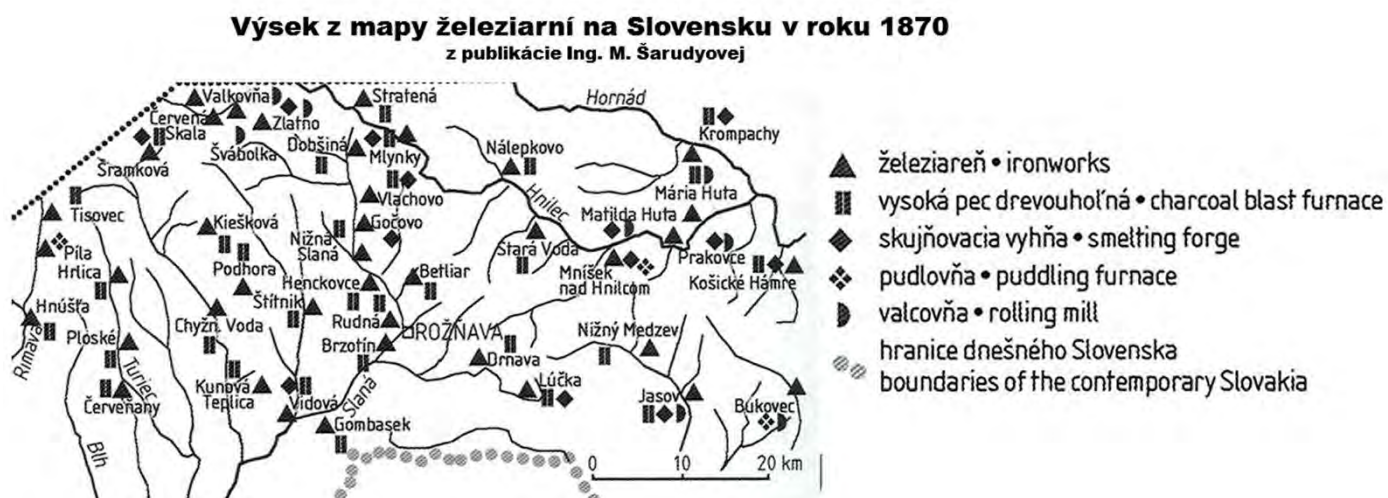 Výsek z mapy železiarní na Slovensku v roku 1870
z publikácie Ing. M. Šarudyovej
Valkovňa
Stratená
Hornád
Červená
Skala
Zlatno
Krompachy
Švábolka
Dobšiná
Mlynky
Nálepkovo
Šramková
Mária Huta
Vlachovo
Hnilec
Tisovec
Kiešková
Gočovo
Matilda Huta
Píla
Nižná
Slaná
Stará Voda
Prakovce
Hrlica
Podhora
Betliar
Mníšek
nad Hnilcom
Košické Hámre
Henckovce
Hnúšťa
Štítnik
Rudná
ROŽŇAVA
Nižný Medzev
Chyžn. Voda
Ploské
Brzotín
Drnava
Rimava
Turiec
Kunová
Teplica
Slaná
Lúčka
Červeňany
Vidová
Jasov
Bukovec
Gombasek
Blh
0 10 20 km
železiareň • ironworks
vysoká pec drevouhoľná • charcoal blast furnace
skujňovacia vyhňa • smelting forge
pudlovňa • puddling furnace
valcovňa • rolling mill
hranice dnešného Slovenska
boundaries of the contemporary Slovakia